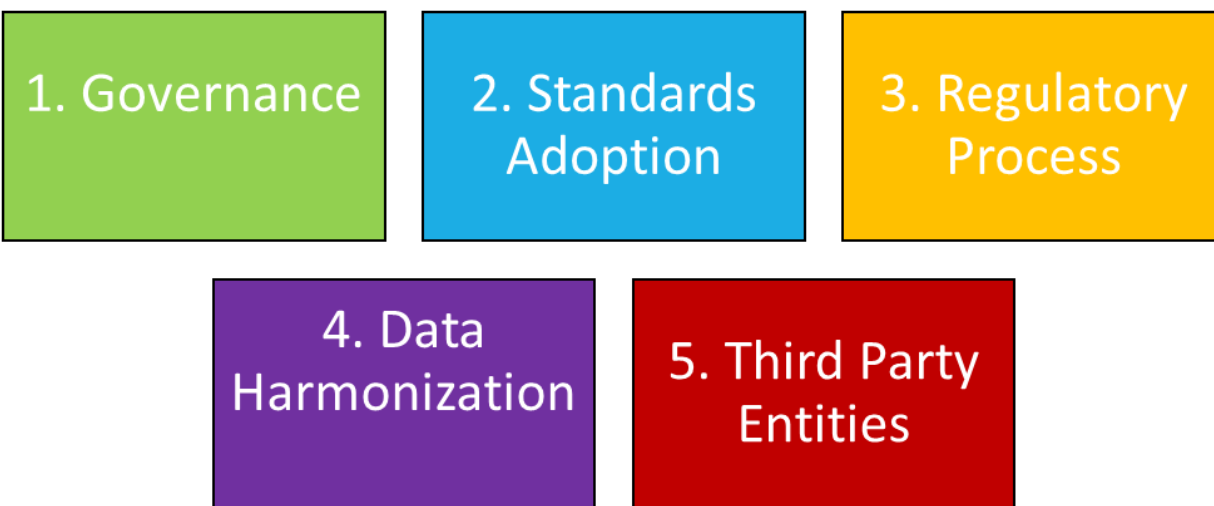 1. Governance
2. Standards
Adoption
3. Regulatory
Process
4. Data
Harmonization
5. Third Party
Entities